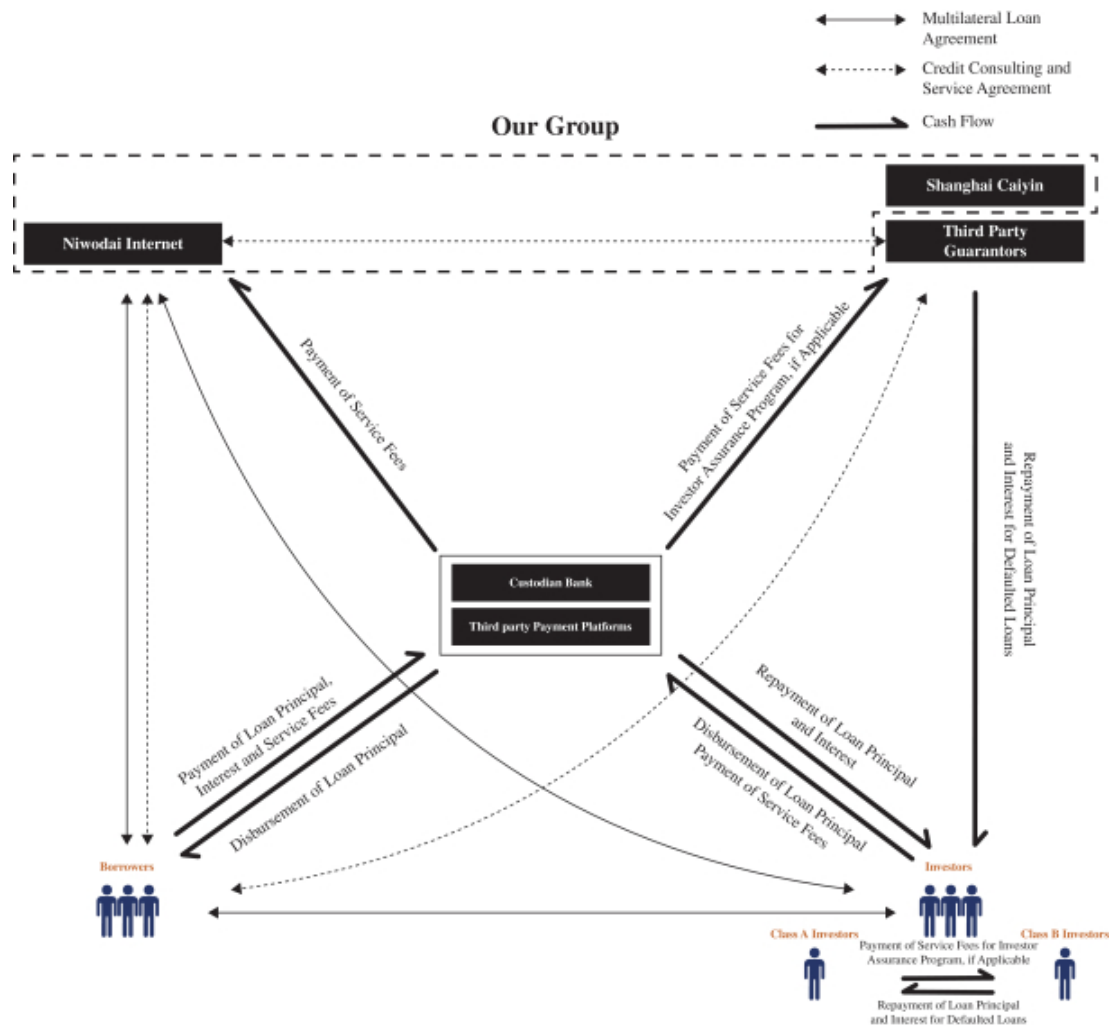 Multilateral Loan
Agreement
Credit Consulting and
Service Agreement
Cash Flow
Our Group
Shanghai Caiyin
Niwodai Internet
Third Party
Guarantors
Payment of Service Fees
Payment of Service Fees for
Investor Assurance Program, if Applicable
Repayment of Loan Principal
and Interest for Defaulted Loans
Custodian Bank
Third party Payment Platforms
Payment of Loan Principal,
Interest and Service Fees
Disbursement of Loan Principal
Repayment of Loan Principal
and Interest
Disbursement of Loan Principal
Payment of Service Fees
Borrowers
Investors
Class A Investors
Class B Investors
Payment of Service Fees for Investor
Assurance Program, if Applicable
Repayment of Loan Principal
and Interest for Defaulted Loans